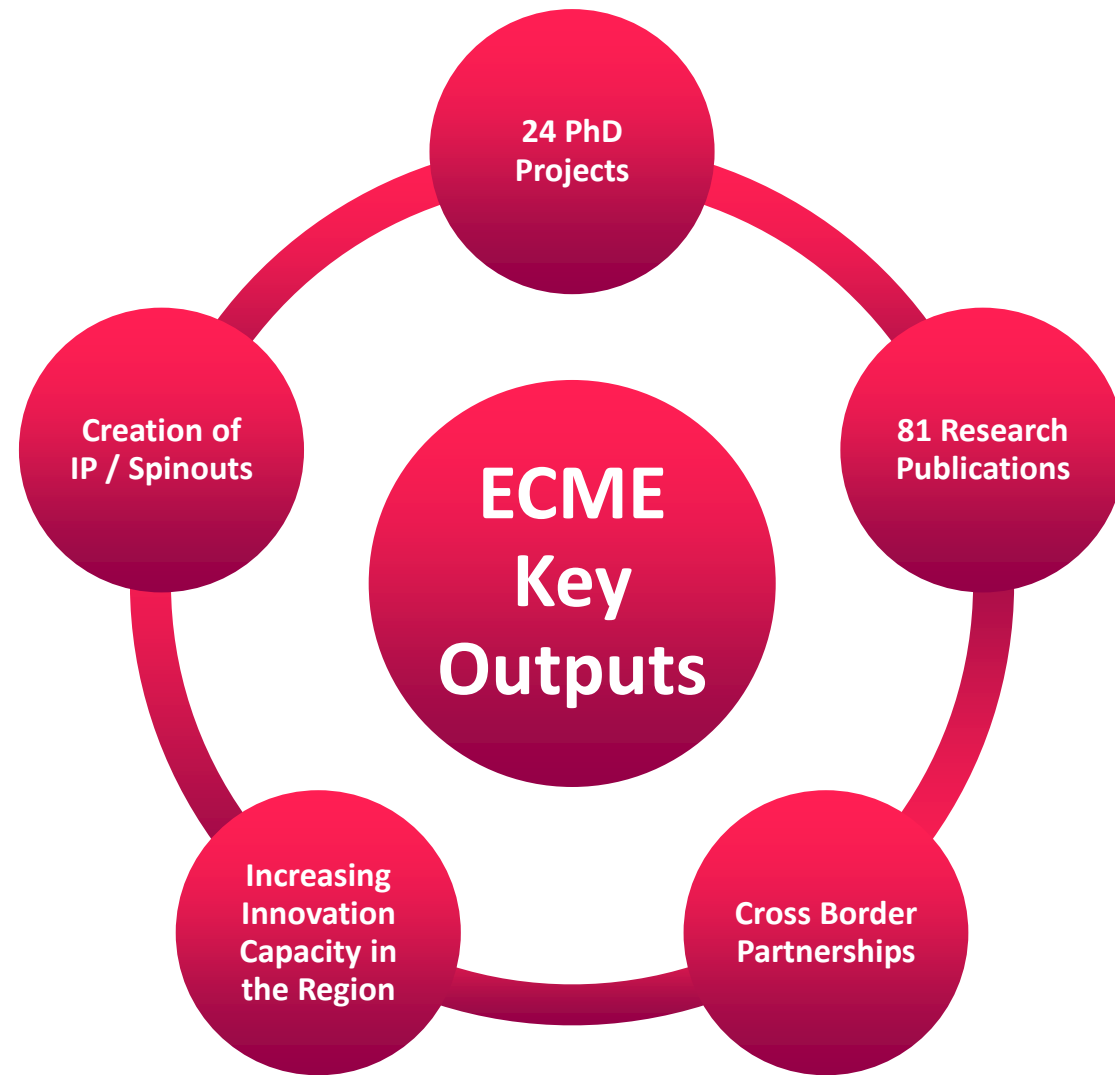 24 PhD
Projects
81 Research
Publications
Cross Border
Partnerships
Increasing
Innovation
Capacity in
the Region
Creation of
IP / Spinouts
ECME
Key
Outputs